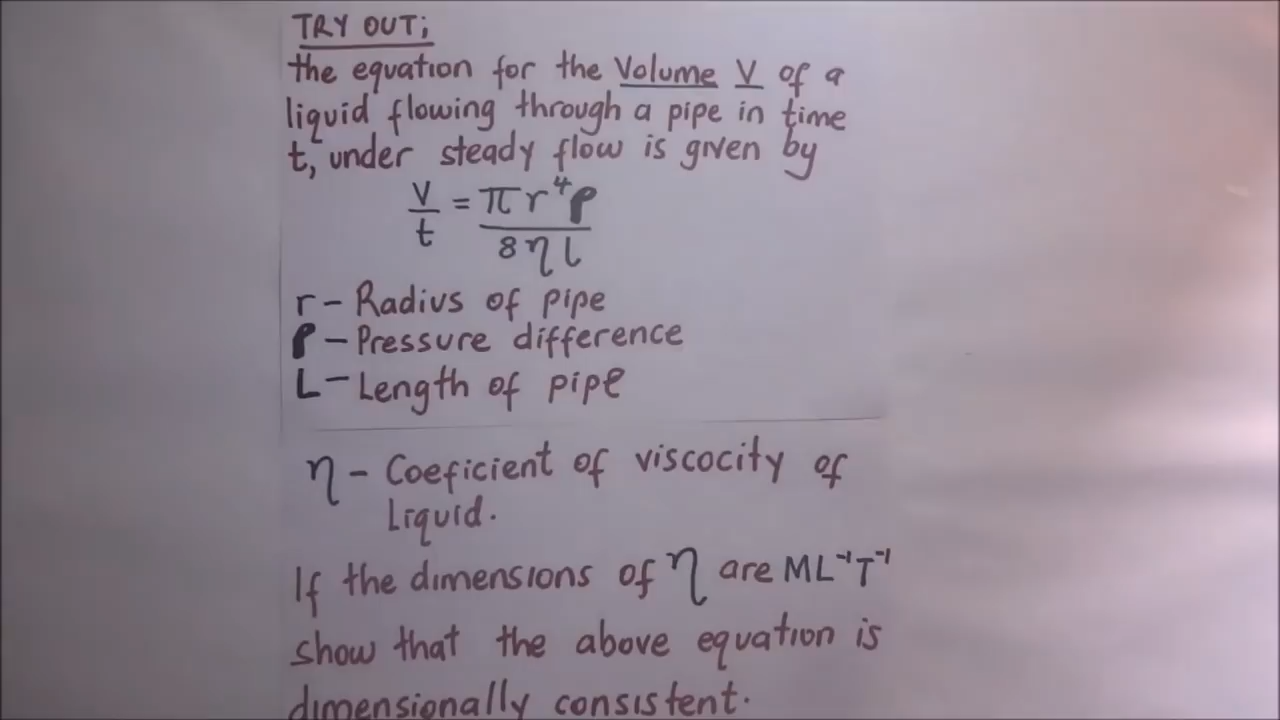 TRY OUT;
the equation for the Volume V of a
liquid flowing through a pipe in time
t, under steady flow is given by
V/t = πr⁴ρ/8ηl
r - Radius of pipe
ρ - Pressure difference
L - Length of pipe
η - Coeficient of viscocity of
Liquid.
If the dimensions of η are ML⁻¹T⁻¹
show that the above equation is
dimensionally consistent.